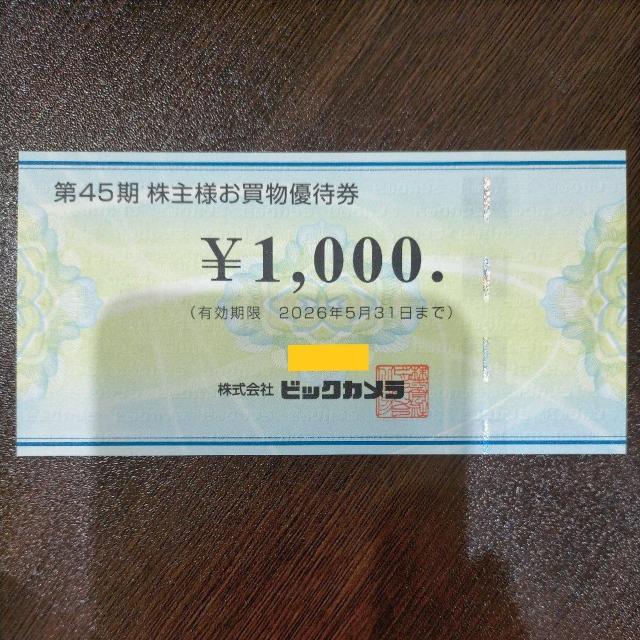 第45期 株主様お買物優待券
￥1,000.
（有効期限　2026年5月31日まで）
株式会社 ビックカメラ